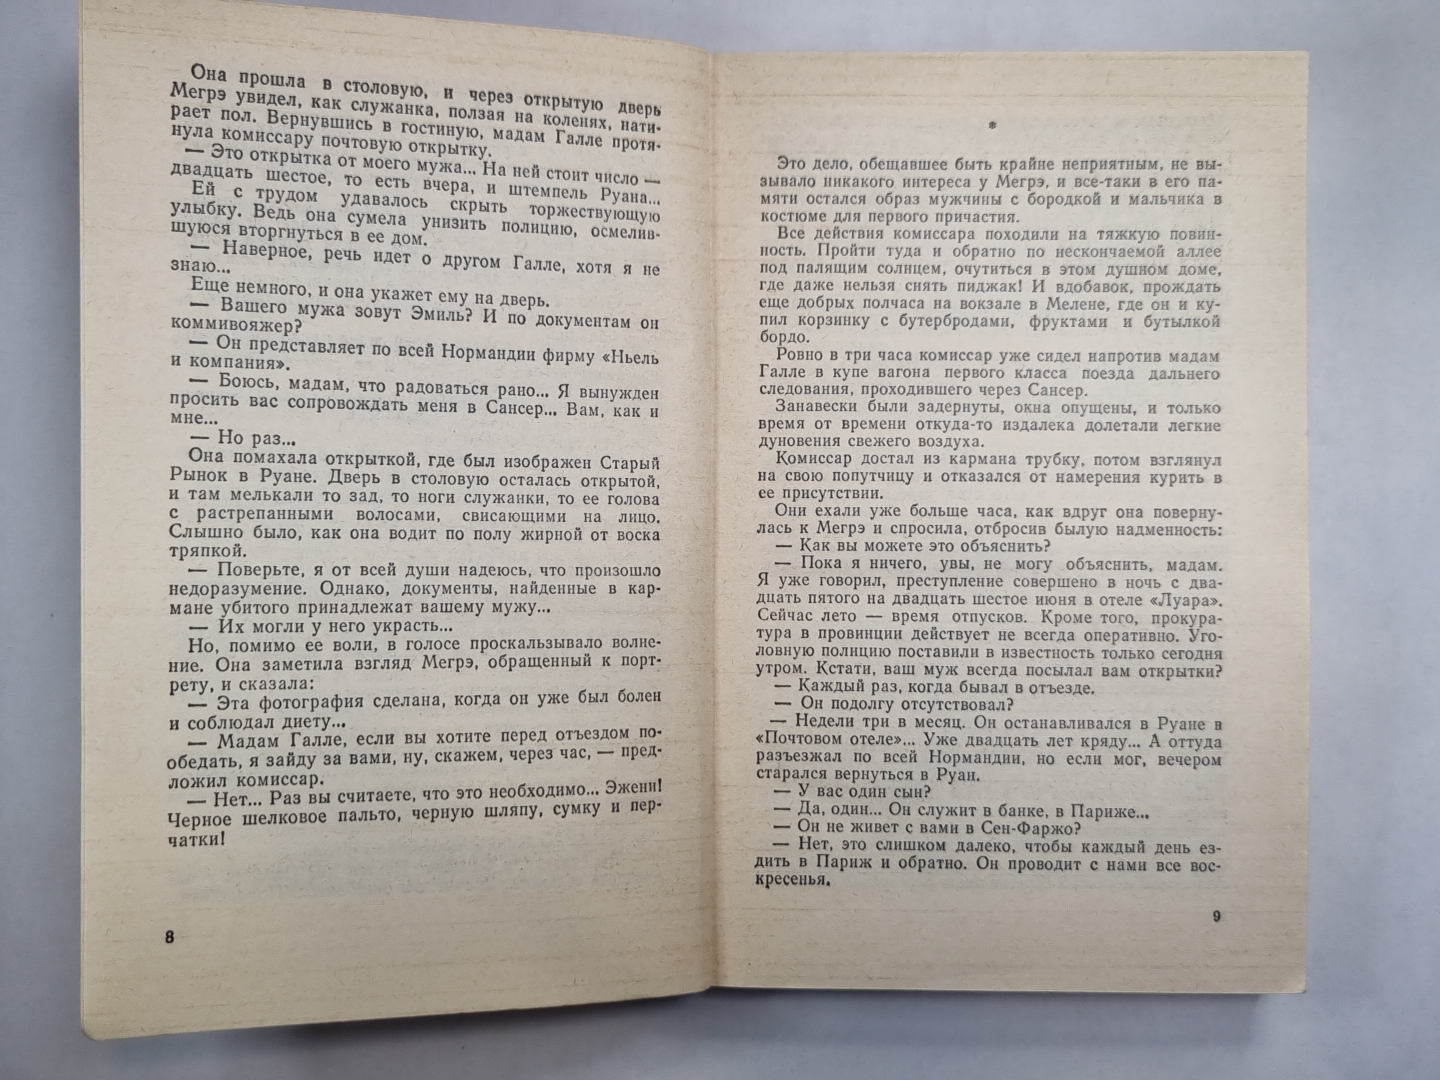 Она прошла в столовую, и через открытую дверь
Мегрэ увидел, как служанка, ползая на коленях, нати-
рает пол. Вернувшись в гостиную, мадам Галле протя-
нула комиссару почтовую открытку.
— Это открытка от моего мужа... На ней стоит число —
двадцать шестое, то есть вчера, и штемпель Руана...
Ей с трудом удавалось скрыть торжествующую
улыбку. Ведь она сумела унизить полицию, осмелив-
шуюся вторгнуться в ее дом.
— Наверное, речь идет о другом Галле, хотя я не
знаю...
Еще немного, и она укажет ему на дверь.
— Вашего мужа зовут Эмиль? И по документам он
коммивояжер?
— Он представляет по всей Нормандии фирму «Ньель
и компания».
— Боюсь, мадам, что радоваться рано... Я вынужден
просить вас сопровождать меня в Сансер... Вам, как и
мне...
— Но раз...
Она помахала открыткой, где был изображен Старый
Рынок в Руане. Дверь в столовую осталась открытой,
и там мелькали то зад, то ноги служанки, то ее голова
с растрепанными волосами, свисающими на лицо.
Слышно было, как она водит по полу жирной от воска
тряпкой.
— Поверьте, я от всей души надеюсь, что произошло
недоразумение. Однако, документы, найденные в кар-
мане убитого принадлежат вашему мужу...
— Их могли у него украсть...
Но, помимо ее воли, в голосе проскальзывало волне-
ние. Она заметила взгляд Мегрэ, обращенный к порт-
рету, и сказала:
— Эта фотография сделана, когда он уже был болен
и соблюдал диету...
— Мадам Галле, если вы хотите перед отъездом по-
обедать, я зайду за вами, ну, скажем, через час, — пред-
ложил комиссар.
— Нет... Раз вы считаете, что это необходимо... Эжени!
Черное шелковое пальто, черную шляпу, сумку и пер-
чатки!
8
*
Это дело, обещавшее быть крайне неприятным, не вы-
зывало никакого интереса у Мегрэ, и все-таки в его па-
мяти остался образ мужчины с бородкой и мальчика в
костюме для первого причастия.
Все действия комиссара походили на тяжкую повин-
ность. Пройти туда и обратно по нескончаемой аллее
под палящим солнцем, очутиться в этом душном доме,
где даже нельзя снять пиджак! И вдобавок, прождать
еще добрых полчаса на вокзале в Мелене, где он и ку-
пил корзинку с бутербродами, фруктами и бутылкой
бордо.
Ровно в три часа комиссар уже сидел напротив мадам
Галле в купе вагона первого класса поезда дальнего
следования, проходившего через Сансер.
Занавески были задернуты, окна опущены, и только
время от времени откуда-то издалека долетали легкие
дуновения свежего воздуха.
Комиссар достал из кармана трубку, потом взглянул
на свою попутчицу и отказался от намерения курить в
ее присутствии.
Они ехали уже больше часа, как вдруг она поверну-
лась к Мегрэ и спросила, отбросив былую надменность:
— Как вы можете это объяснить?
— Пока я ничего, увы, не могу объяснить, мадам.
Я уже говорил, преступление совершено в ночь с два-
дцать пятого на двадцать шестое июня в отеле «Луара».
Сейчас лето — время отпусков. Кроме того, прокура-
тура в провинции действует не всегда оперативно. Уго-
ловную полицию поставили в известность только сегодня
утром. Кстати, ваш муж всегда посылал вам открытки?
— Каждый раз, когда бывал в отъезде.
— Он подолгу отсутствовал?
— Недели три в месяц. Он останавливался в Руане в
«Почтовом отеле»... Уже двадцать лет кряду... А оттуда
разъезжал по всей Нормандии, но если мог, вечером
старался вернуться в Руан.
— У вас один сын?
— Да, один... Он служит в банке, в Париже...
— Он не живет с вами в Сен-Фаржо?
— Нет, это слишком далеко, чтобы каждый день ез-
дить в Париж и обратно. Он проводит с нами все вос-
кресенья.
9